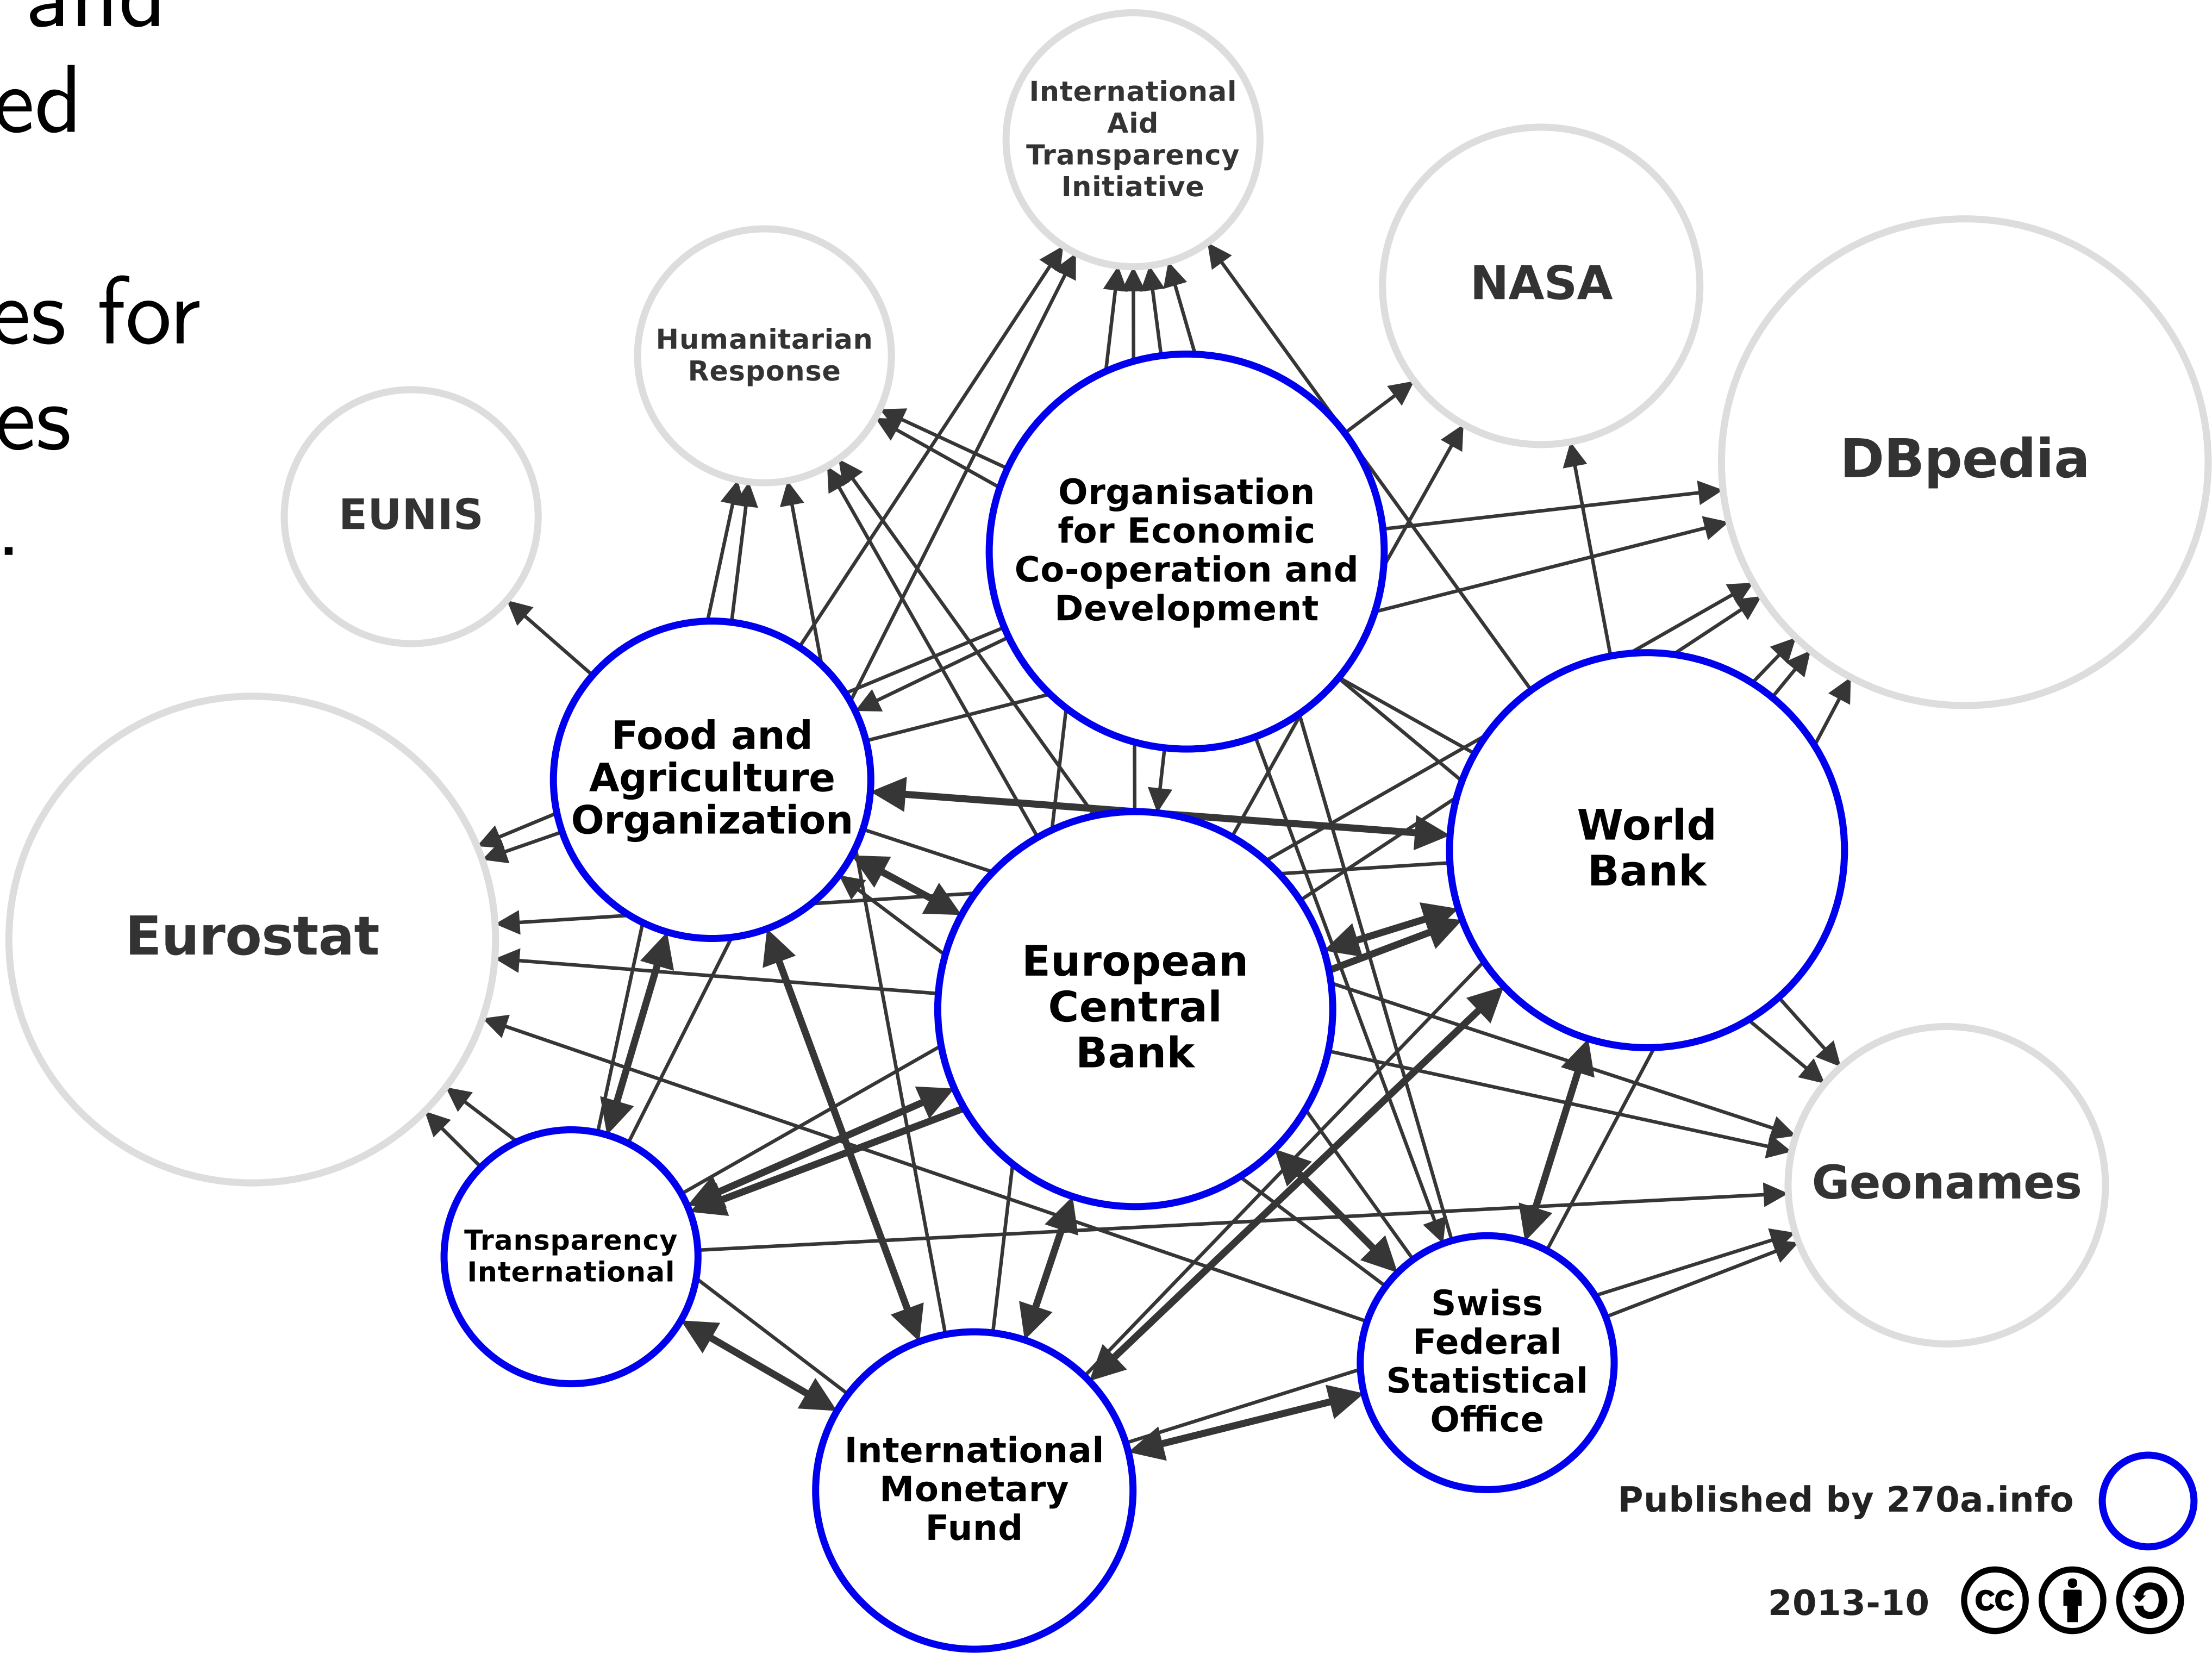 and
ed
es for
es
.
International
Aid
Transparency
Initiative
NASA
Humanitarian
Response
DBpedia
EUNIS
Organisation
for Economic
Co-operation and
Development
Food and
Agriculture
Organization
World
Bank
Eurostat
European
Central
Bank
Geonames
Transparency
International
Swiss
Federal
Statistical
Office
International
Monetary
Fund
Published by 270a.info
2013-10
cc